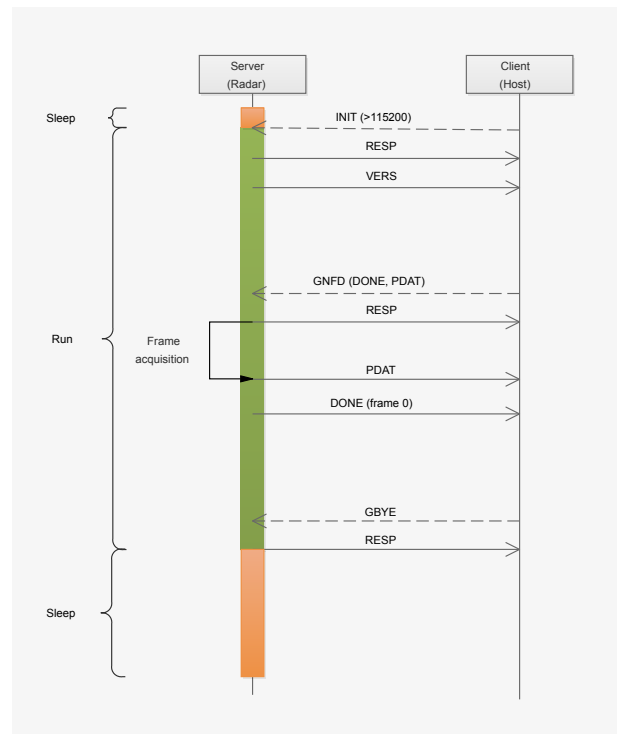 Server
(Radar)
Client
(Host)
Sleep
INIT (>115200)
RESP
VERS
GNFD (DONE, PDAT)
RESP
Run
Frame
acquisition
PDAT
DONE (frame 0)
GBYE
RESP
Sleep